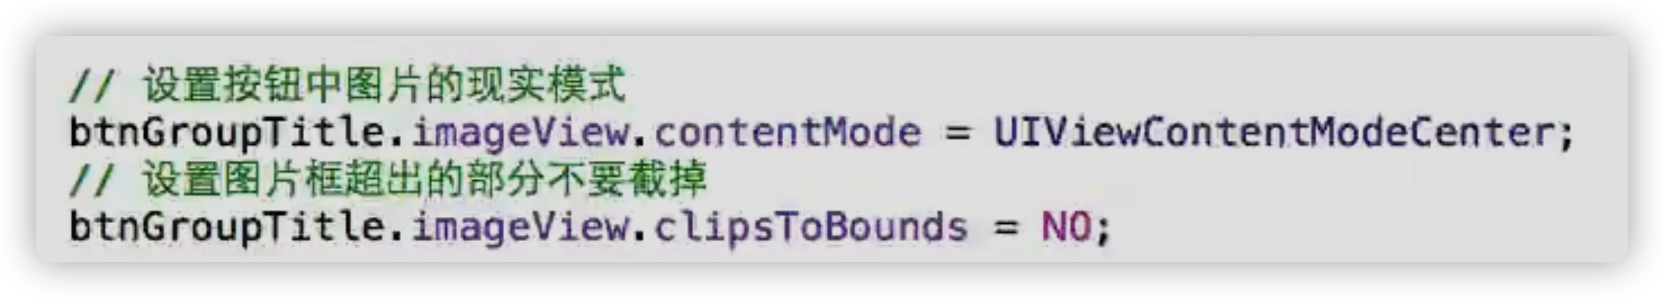 // 设置按钮中图片的现实模式
btnGroupTitle.imageView.contentMode = UIViewContentModeCenter;
// 设置图片框超出的部分不要截掉
btnGroupTitle.imageView.clipsToBounds = NO;